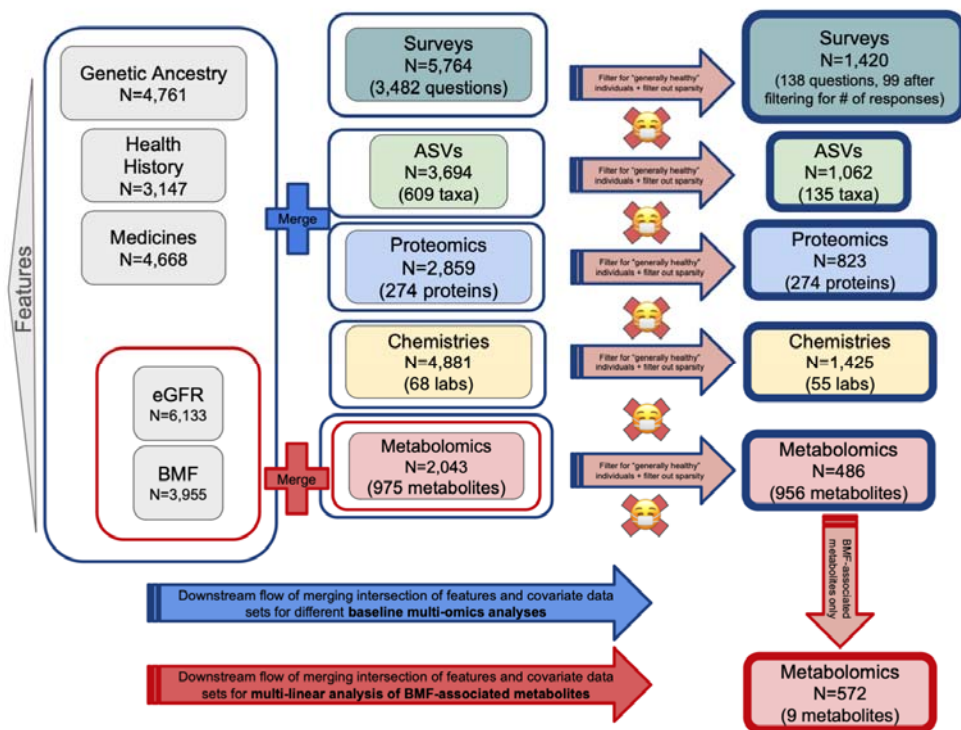 Features
Genetic Ancestry
N=4,761
Health
History
N=3,147
Medicines
N=4,668
eGFR
N=6,133
BMF
N=3,955
Merge
Merge
Surveys
N=5,764
(3,482 questions)
ASVs
N=3,694
(609 taxa)
Proteomics
N=2,859
(274 proteins)
Chemistries
N=4,881
(68 labs)
Metabolomics
N=2,043
(975 metabolites)
Filter for "generally healthy"
individuals + filter out sparsity
Filter for "generally healthy"
individuals + filter out sparsity
Filter for "generally healthy"
individuals + filter out sparsity
Filter for "generally healthy"
individuals + filter out sparsity
Filter for "generally healthy"
individuals + filter out sparsity
Surveys
N=1,420
(138 questions, 99 after
filtering for # of responses)
ASVs
N=1,062
(135 taxa)
Proteomics
N=823
(274 proteins)
Chemistries
N=1,425
(55 labs)
Metabolomics
N=486
(956 metabolites)
BMF-associated
metabolites only
Metabolomics
N=572
(9 metabolites)
Downstream flow of merging intersection of features and covariate data
sets for different baseline multi-omics analyses
Downstream flow of merging intersection of features and covariate data
sets for multi-linear analysis of BMF-associated metabolites